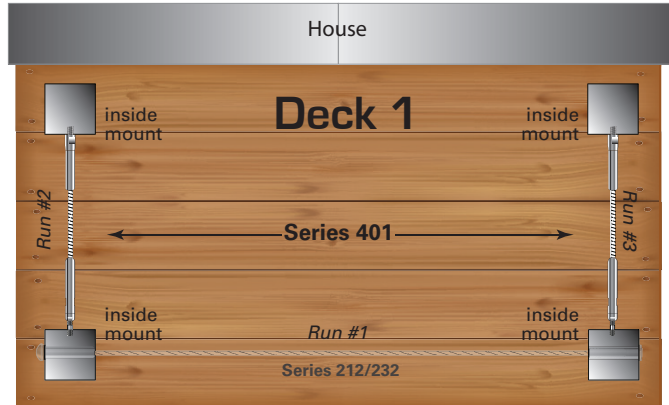 House
Deck 1
inside
mount
inside
mount
Run #2
Run #3
Series 401
inside
mount
inside
mount
Run #1
Series 212/232